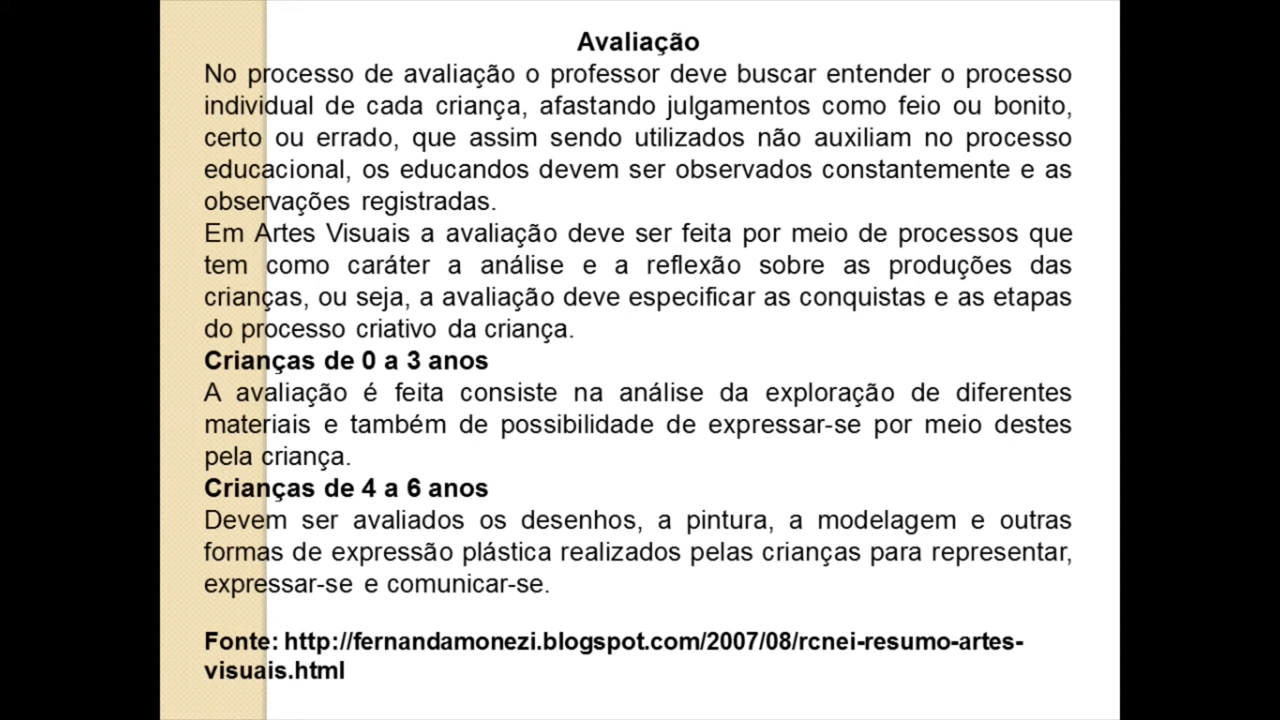 Avaliação
No processo de avaliação o professor deve buscar entender o processo
individual de cada criança, afastando julgamentos como feio ou bonito,
certo ou errado, que assim sendo utilizados não auxiliam no processo
educacional, os educandos devem ser observados constantemente e as
observações registradas.
Em Artes Visuais a avaliação deve ser feita por meio de processos que
tem como caráter a análise e a reflexão sobre as produções das
crianças, ou seja, a avaliação deve especificar as conquistas e as etapas
do processo criativo da criança.
Crianças de 0 a 3 anos
A avaliação é feita consiste na análise da exploração de diferentes
materiais e também de possibilidade de expressar-se por meio destes
pela criança.
Crianças de 4 a 6 anos
Devem ser avaliados os desenhos, a pintura, a modelagem e outras
formas de expressão plástica realizados pelas crianças para representar,
expressar-se e comunicar-se.
Fonte: http://fernandamonezi.blogspot.com/2007/08/rcnei-resumo-artes-
visuais.html